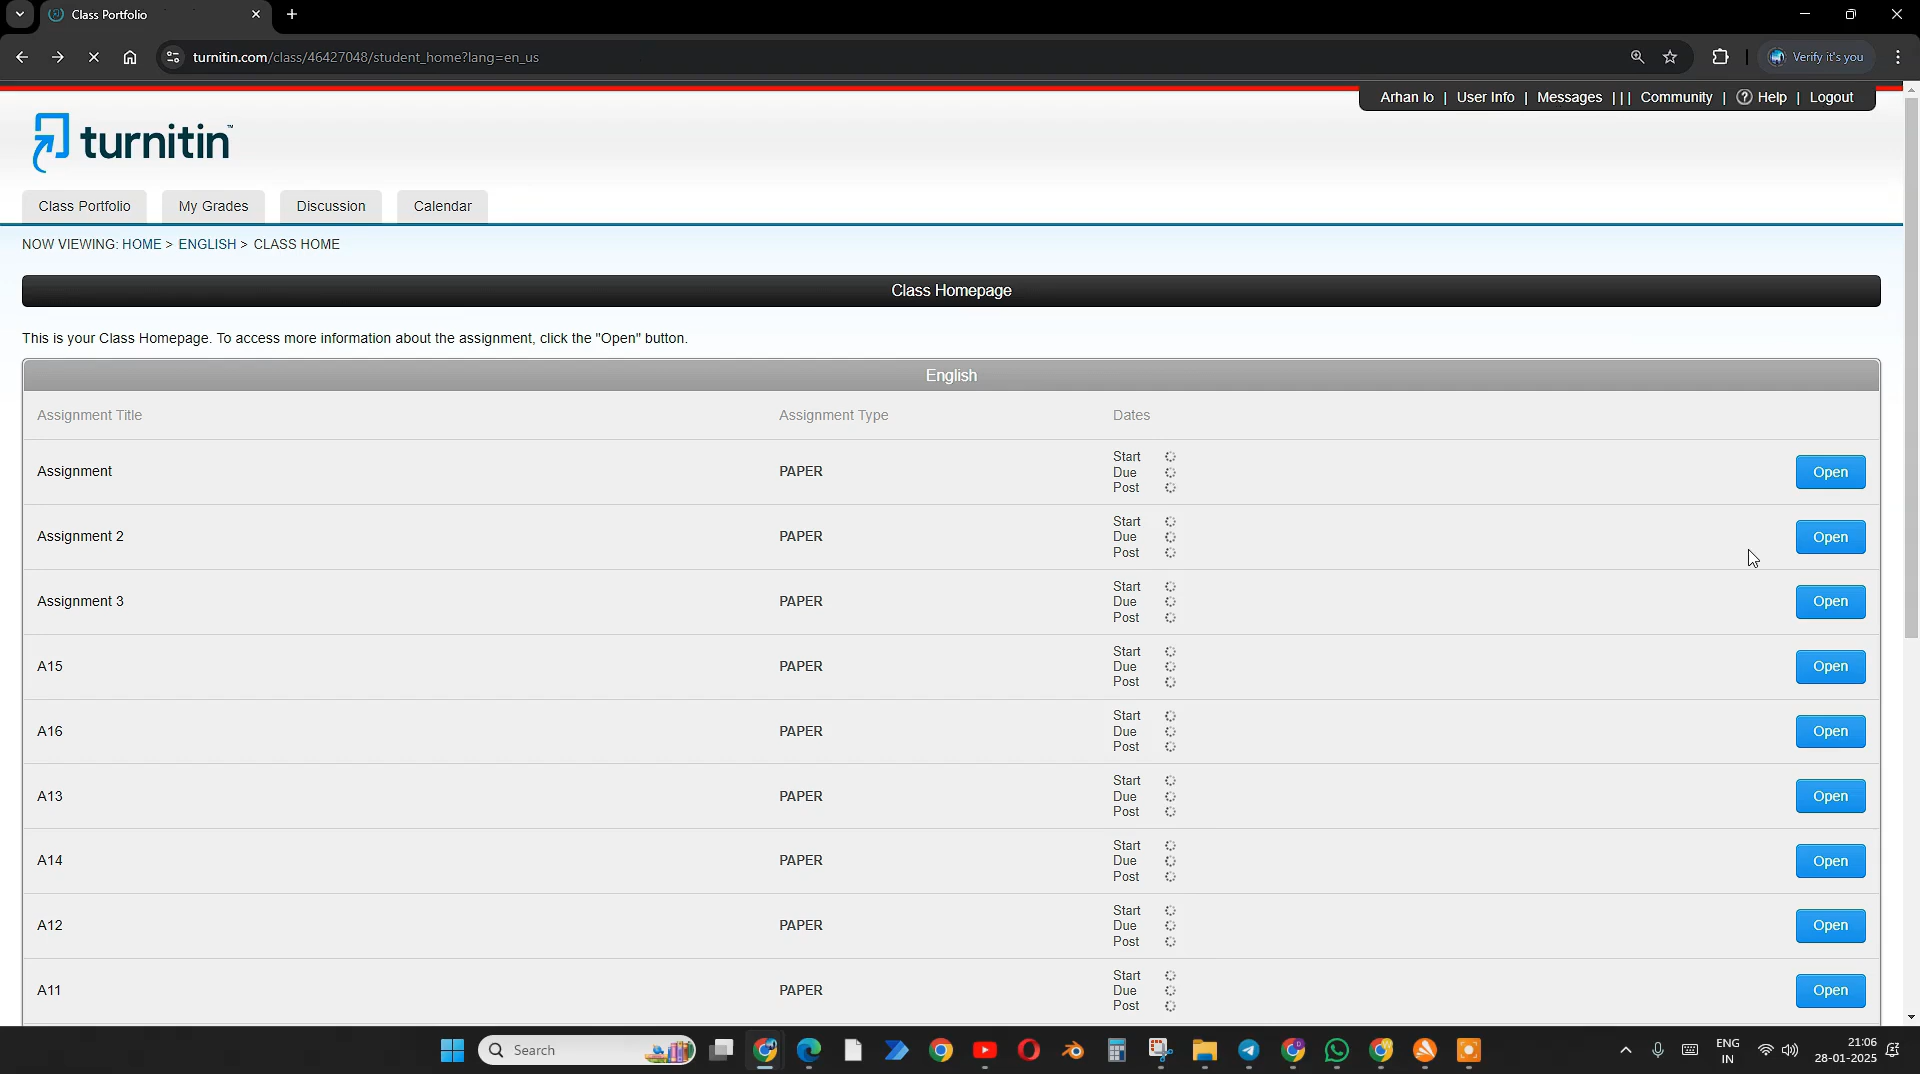 Class Portfolio
turnitin.com/class/46427048/student_home?lang=en_us
Verify it's you
Arhan lo | User Info | Messages | | | Community | ? Help | Logout
turnitin™
Class Portfolio My Grades Discussion Calendar
NOW VIEWING: HOME > ENGLISH > CLASS HOME
Class Homepage
This is your Class Homepage. To access more information about the assignment, click the "Open" button.
English
Assignment Title Assignment Type Dates
Start
Assignment PAPER Due Open
Post
Start
Assignment 2 PAPER Due Open
Post
Start
Assignment 3 PAPER Due Open
Post
Start
A15 PAPER Due Open
Post
Start
A16 PAPER Due Open
Post
Start
A13 PAPER Due Open
Post
Start
A14 PAPER Due Open
Post
Start
A12 PAPER Due Open
Post
Start
A11 PAPER Due Open
Post
Search
ENG
IN
21:06
28-01-2025